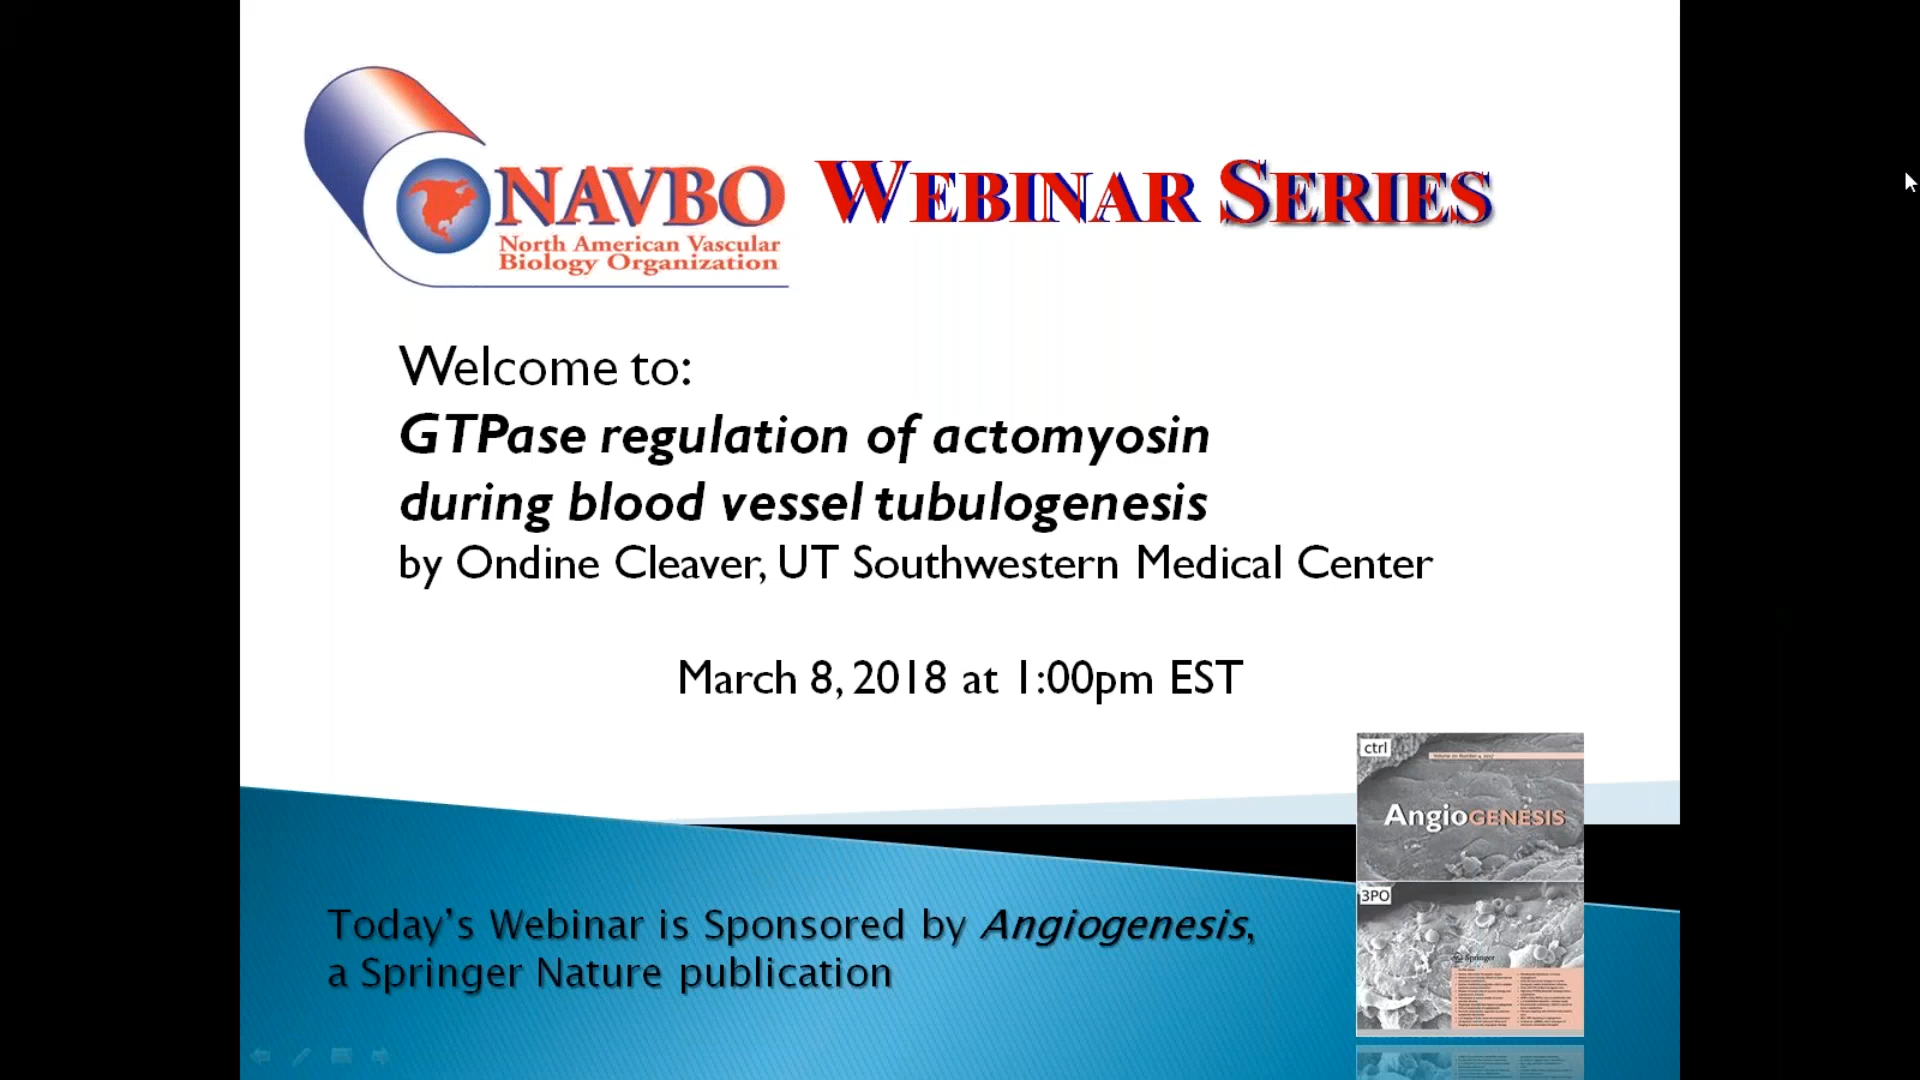 NAVBO
North American Vascular
Biology Organization
WEBINAR SERIES
Welcome to:
GTPase regulation of actomyosin
during blood vessel tubulogenesis
by Ondine Cleaver, UT Southwestern Medical Center
March 8, 2018 at 1:00pm EST
ctrl
AngioGENESIS
3PO
Springer
Today's Webinar is Sponsored by Angiogenesis,
a Springer Nature publication